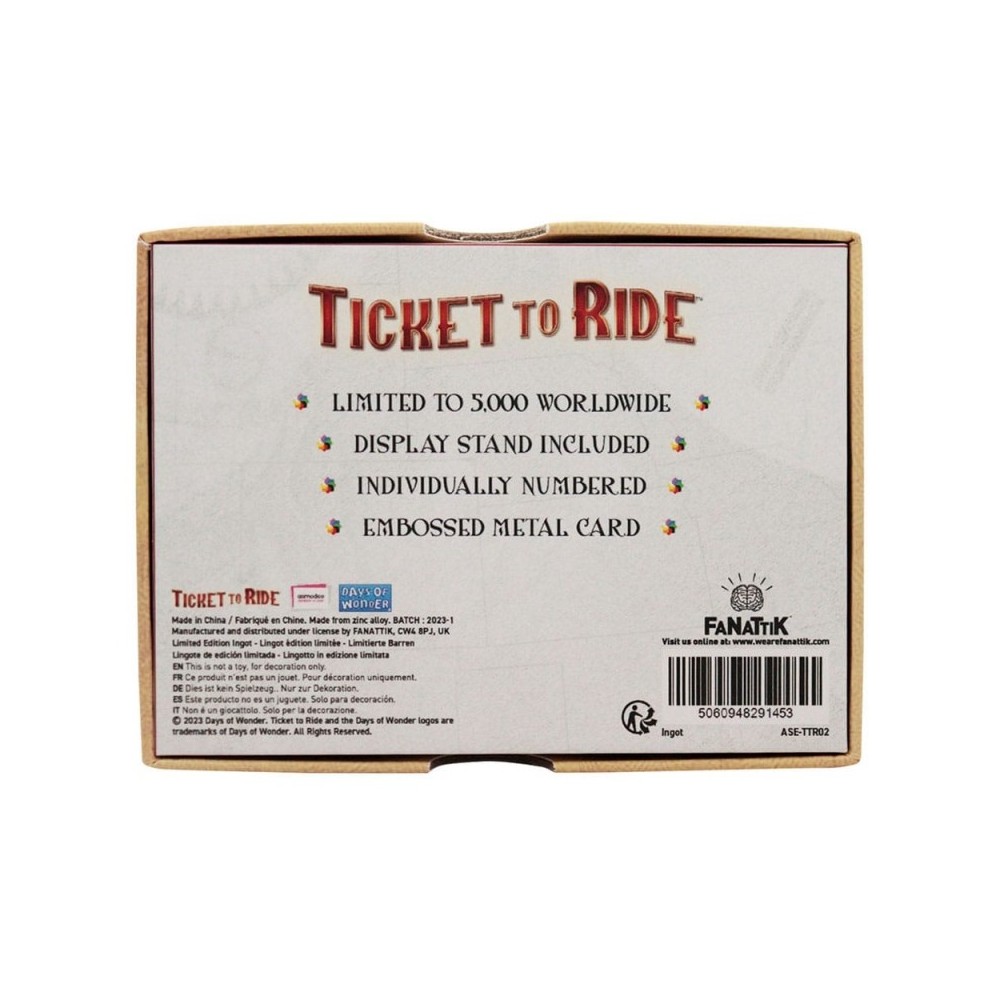 TICKET TO RIDE™
LIMITED TO 5,000 WORLDWIDE
DISPLAY STAND INCLUDED
INDIVIDUALLY NUMBERED
EMBOSSED METAL CARD
TICKET TO RIDE
asmodee
DAYS OF
WONDER
Made in China / Fabriqué en Chine. Made from zinc alloy. BATCH : 2023-1
Manufactured and distributed under license by FANATTIK, CW4 8PJ, UK
Limited Edition Ingot - Lingot édition limitée - Limitierte Barren
Lingote de edición limitada - Lingotto in edizione limitata
EN This is not a toy, for decoration only.
FR Ce produit n'est pas un jouet. Pour décoration uniquement.
DE Dies ist kein Spielzeug.. Nur zur Dekoration.
ES Este producto no es un juguete. Solo para decoración.
IT Non è un giocattolo. Solo per la decorazione.
© 2023 Days of Wonder. Ticket to Ride and the Days of Wonder logos are
trademarks of Days of Wonder. All Rights Reserved.
FANATTIK
Visit us online at: www.wearefanattik.com
5060948291453
Ingot
ASE-TTR02